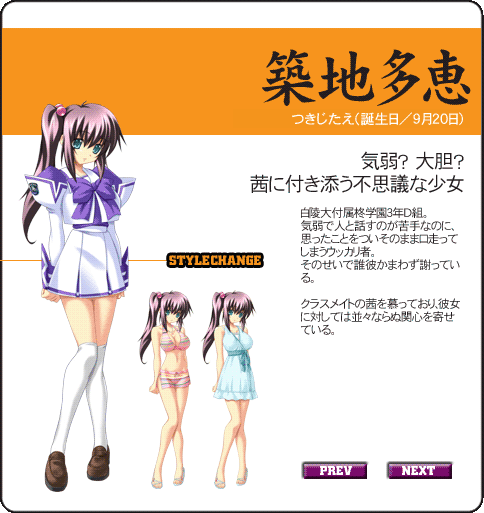 築地多恵
つきじたえ(誕生日／9月20日)
気弱? 大胆?
茜に付き添う不思議な少女
白陵大付属柊学園3年D組。
気弱で人と話すのが苦手なのに、
思ったことをついそのまま口走って
しまうウッカリ者。
そのせいで誰彼かまわず謝ってい
る。
クラスメイトの茜を慕っており、彼女
に対しては並々ならぬ関心を寄せ
ている。
STYLECHANGE
PREV NEXT